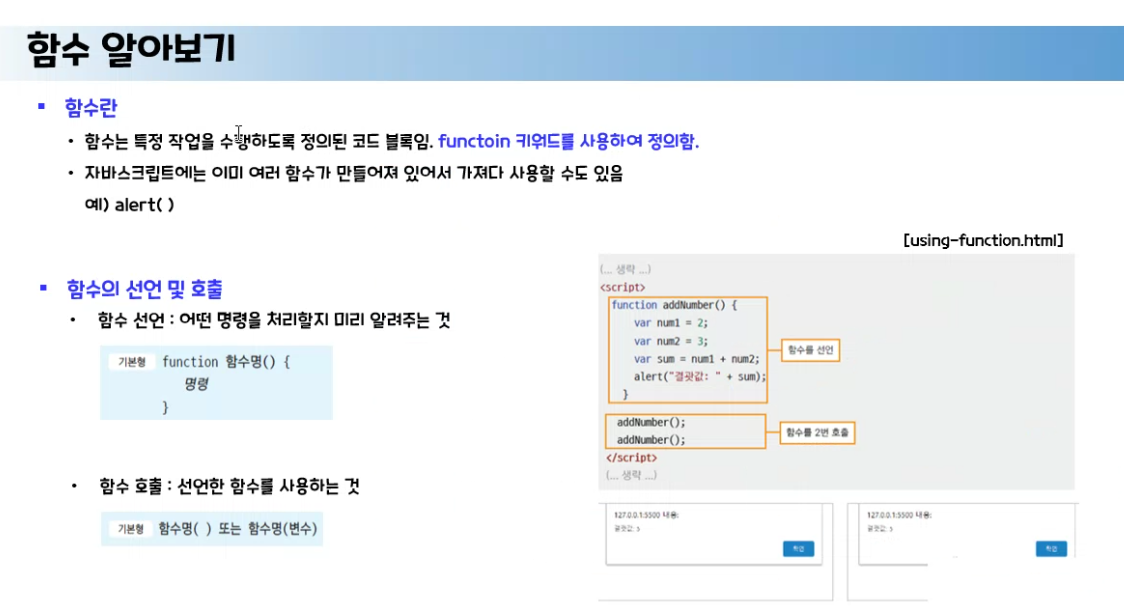 함수 알아보기
함수란
함수는 특정 작업을 수행하도록 정의된 코드 블록임. functoin 키워드를 사용하여 정의함.
자바스크립트에는 이미 여러 함수가 만들어져 있어서 가져다 사용할 수도 있음
예) alert( )
함수의 선언 및 호출
함수 선언 : 어떤 명령을 처리할지 미리 알려주는 것
기본형 function 함수명() {
명령
}
함수 호출 : 선언한 함수를 사용하는 것
기본형 함수명( ) 또는 함수명(변수)
[using-function.html]
(... 생략 ...)
<script>
function addNumber() {
var num1 = 2;
var num2 = 3;
var sum = num1 + num2;
alert("결괏값: " + sum);
}
함수를 선언
addNumber();
addNumber();
함수를 2번 호출
</script>
(... 생략 ...)
127.0.0.1:5500 내용:
결괏값: 5
확인
127.0.0.1:5500 내용:
결괏값: 5
확인